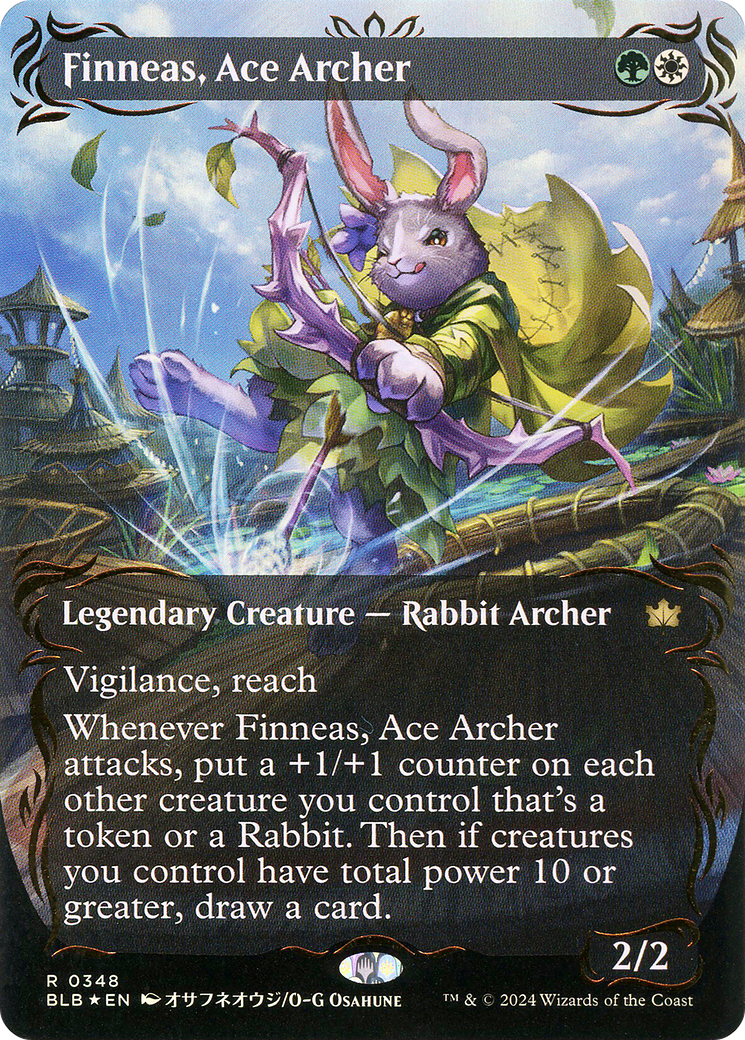 Finneas, Ace Archer
Legendary Creature — Rabbit Archer
Vigilance, reach
Whenever Finneas, Ace Archer
attacks, put a +1/+1 counter on each
other creature you control that's a
token or a Rabbit. Then if creatures
you control have total power 10 or
greater, draw a card.
2/2
R 0348
BLB ★ EN オサフネオウジ/O-G Osahune
™ & © 2024 Wizards of the Coast